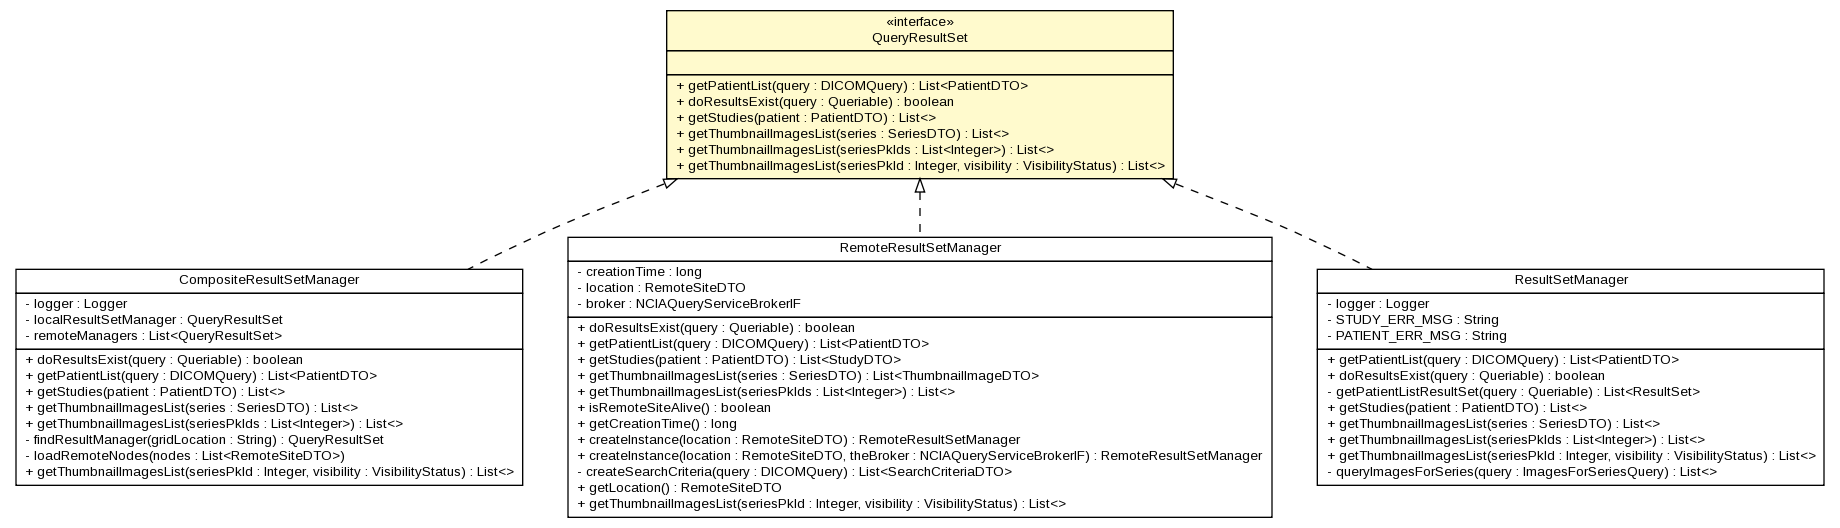 «interface»
QueryResultSet
+ getPatientList(query : DICOMQuery) : List<PatientDTO>
+ doResultsExist(query : Queriable) : boolean
+ getStudies(patient : PatientDTO) : List<>
+ getThumbnailImagesList(series : SeriesDTO) : List<>
+ getThumbnailImagesList(seriesPkIds : List<Integer>) : List<>
+ getThumbnailImagesList(seriesPkId : Integer, visibility : VisibilityStatus) : List<>
CompositeResultSetManager
- logger : Logger
- localResultSetManager : QueryResultSet
- remoteManagers : List<QueryResultSet>
+ doResultsExist(query : Queriable) : boolean
+ getPatientList(query : DICOMQuery) : List<PatientDTO>
+ getStudies(patient : PatientDTO) : List<>
+ getThumbnailImagesList(series : SeriesDTO) : List<>
+ getThumbnailImagesList(seriesPkIds : List<Integer>) : List<>
- findResultManager(gridLocation : String) : QueryResultSet
- loadRemoteNodes(nodes : List<RemoteSiteDTO>)
+ getThumbnailImagesList(seriesPkId : Integer, visibility : VisibilityStatus) : List<>
RemoteResultSetManager
- creationTime : long
- location : RemoteSiteDTO
- broker : NCIAQueryServiceBrokerIF
+ doResultsExist(query : Queriable) : boolean
+ getPatientList(query : DICOMQuery) : List<PatientDTO>
+ getStudies(patient : PatientDTO) : List<StudyDTO>
+ getThumbnailImagesList(series : SeriesDTO) : List<ThumbnailImageDTO>
+ getThumbnailImagesList(seriesPkIds : List<Integer>) : List<>
+ isRemoteSiteAlive() : boolean
+ getCreationTime() : long
+ createInstance(location : RemoteSiteDTO) : RemoteResultSetManager
+ createInstance(location : RemoteSiteDTO, theBroker : NCIAQueryServiceBrokerIF) : RemoteResultSetManager
- createSearchCriteria(query : DICOMQuery) : List<SearchCriteriaDTO>
+ getLocation() : RemoteSiteDTO
+ getThumbnailImagesList(seriesPkId : Integer, visibility : VisibilityStatus) : List<>
ResultSetManager
- logger : Logger
- STUDY_ERR_MSG : String
- PATIENT_ERR_MSG : String
+ getPatientList(query : DICOMQuery) : List<PatientDTO>
+ doResultsExist(query : Queriable) : boolean
- getPatientListResultSet(query : Queriable) : List<ResultSet>
+ getStudies(patient : PatientDTO) : List<>
+ getThumbnailImagesList(series : SeriesDTO) : List<>
+ getThumbnailImagesList(seriesPkIds : List<Integer>) : List<>
+ getThumbnailImagesList(seriesPkId : Integer, visibility : VisibilityStatus) : List<>
- queryImagesForSeries(query : ImagesForSeriesQuery) : List<>